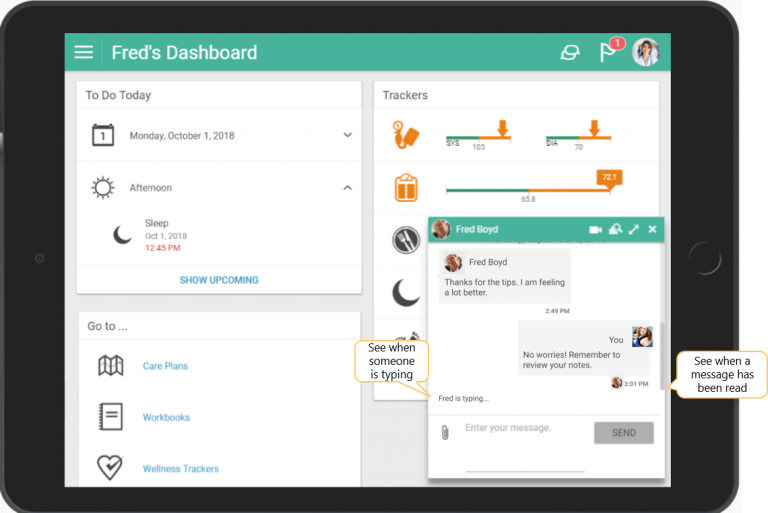 Fred's Dashboard
1
To Do Today
1
Monday, October 1, 2018
Afternoon
Sleep
Oct 1, 2018
12:45 PM
SHOW UPCOMING
Go to ...
Care Plans
Workbooks
Wellness Trackers
Trackers
SYS
105
DIA
70
72.1
65.8
Fred Boyd
Fred Boyd
Thanks for the tips. I am feeling
a lot better.
2:49 PM
You
No worries! Remember to
review your notes.
3:01 PM
Fred is typing...
Enter your message.
SEND
See when
someone
is typing
See when a
message has
been read